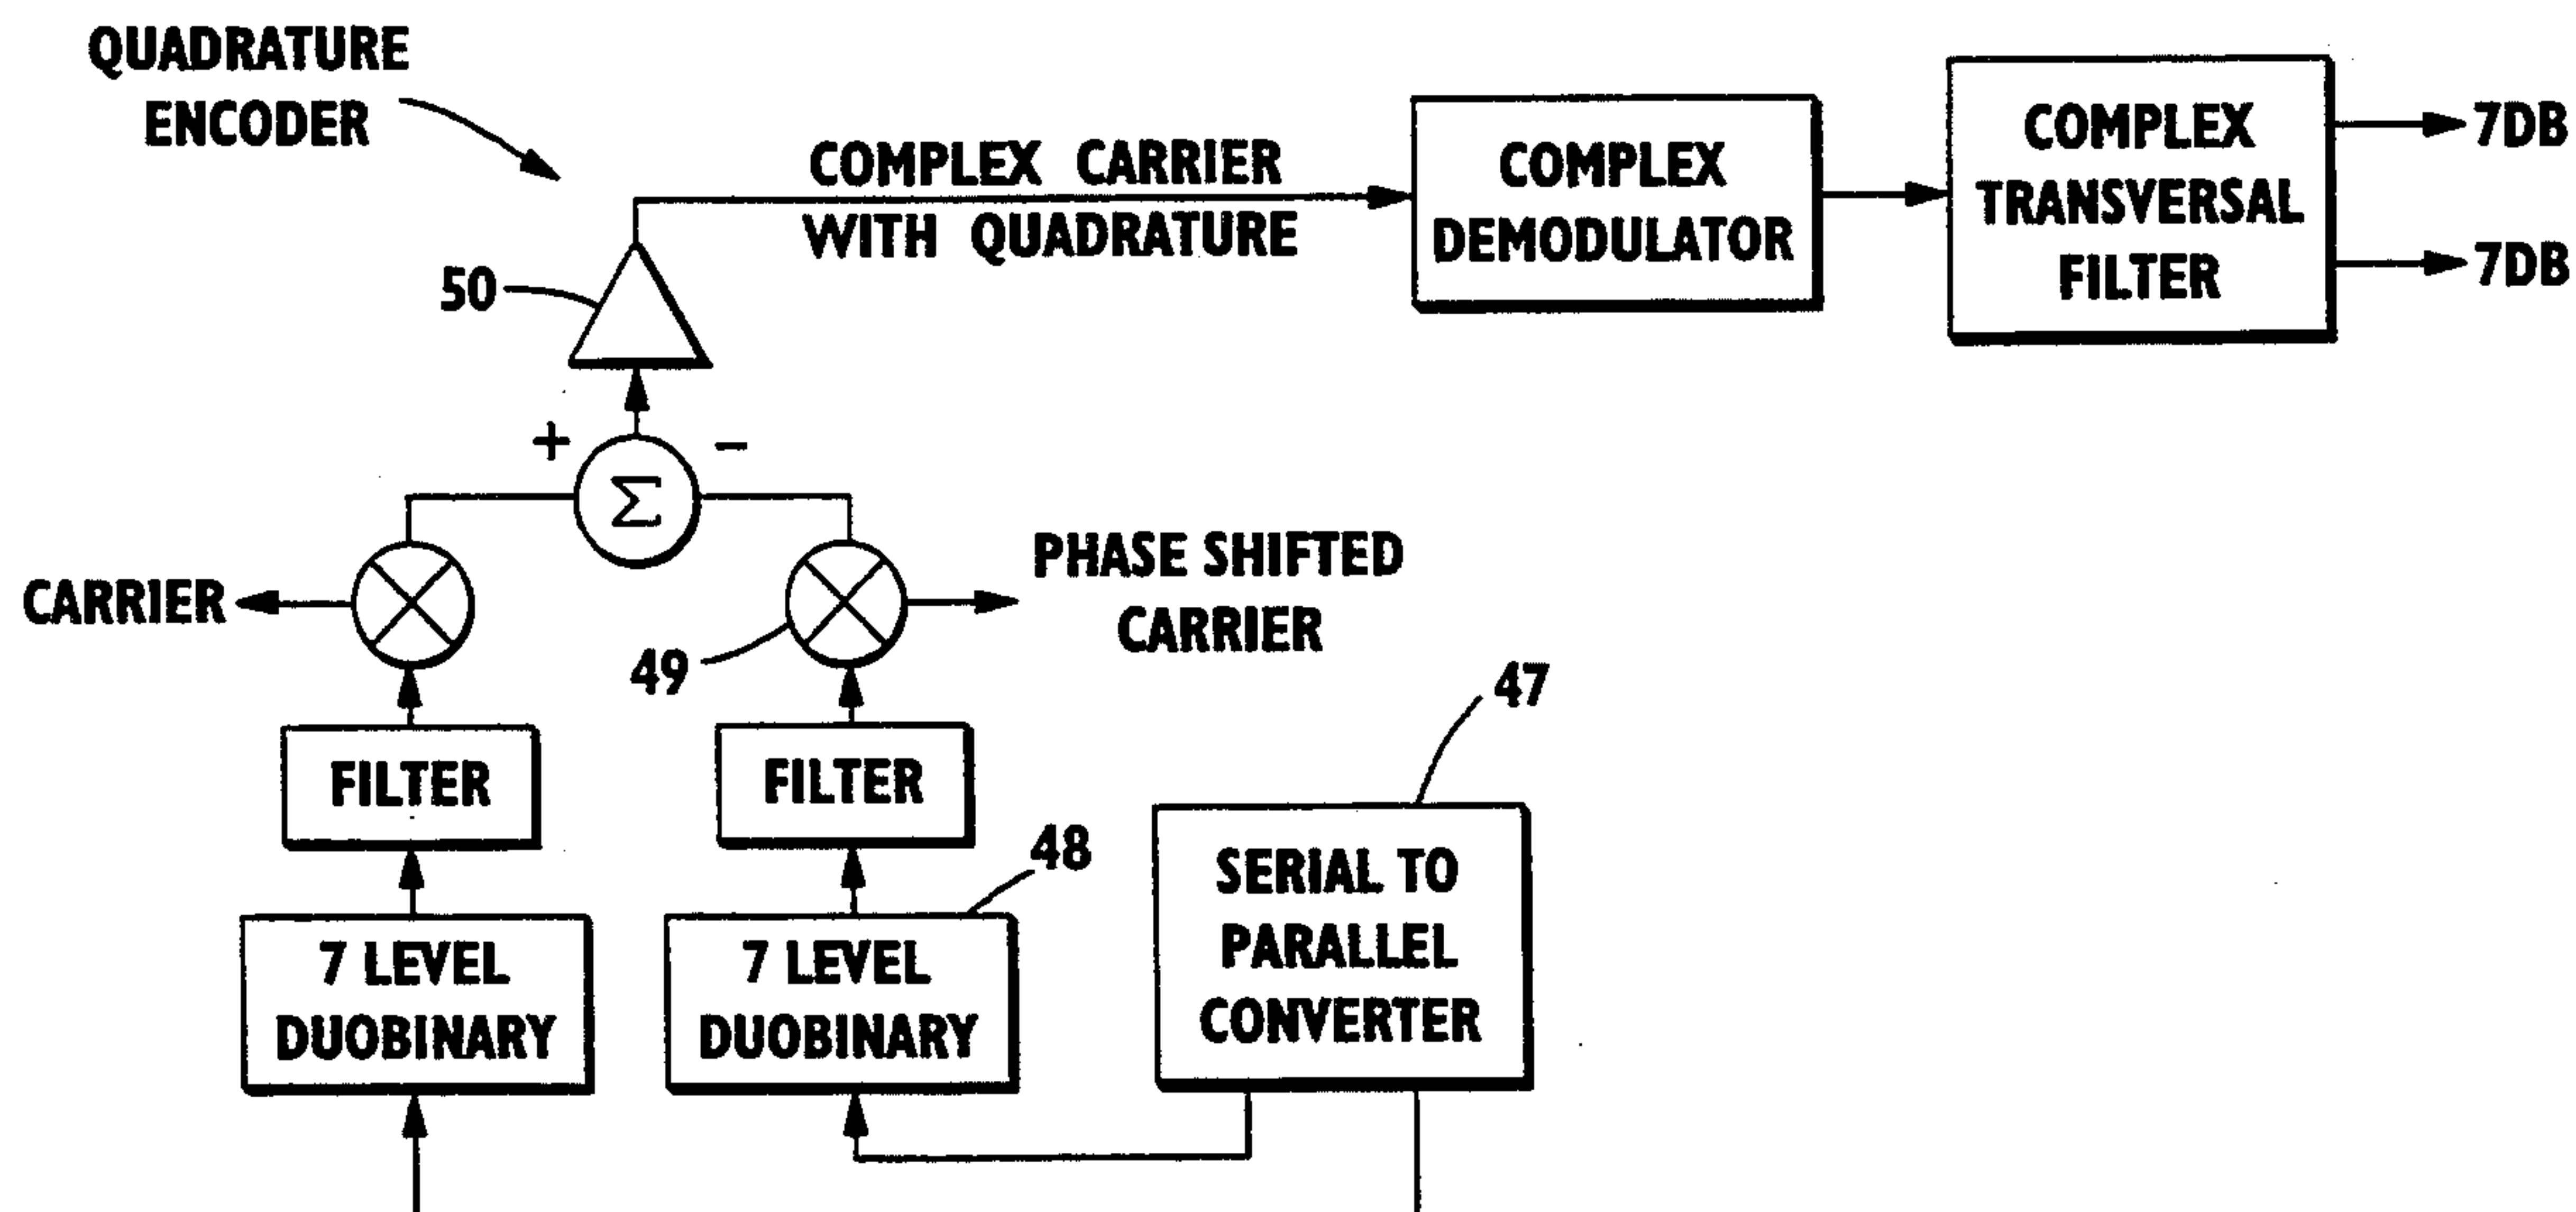 QUADRATURE
ENCODER
COMPLEX CARRIER
WITH QUADRATURE
COMPLEX
DEMODULATOR
COMPLEX
TRANSVERSAL
FILTER
7DB
7DB
50
+
−
Σ
CARRIER
PHASE SHIFTED
CARRIER
49
47
FILTER
FILTER
48
7 LEVEL
DUOBINARY
7 LEVEL
DUOBINARY
SERIAL TO
PARALLEL
CONVERTER